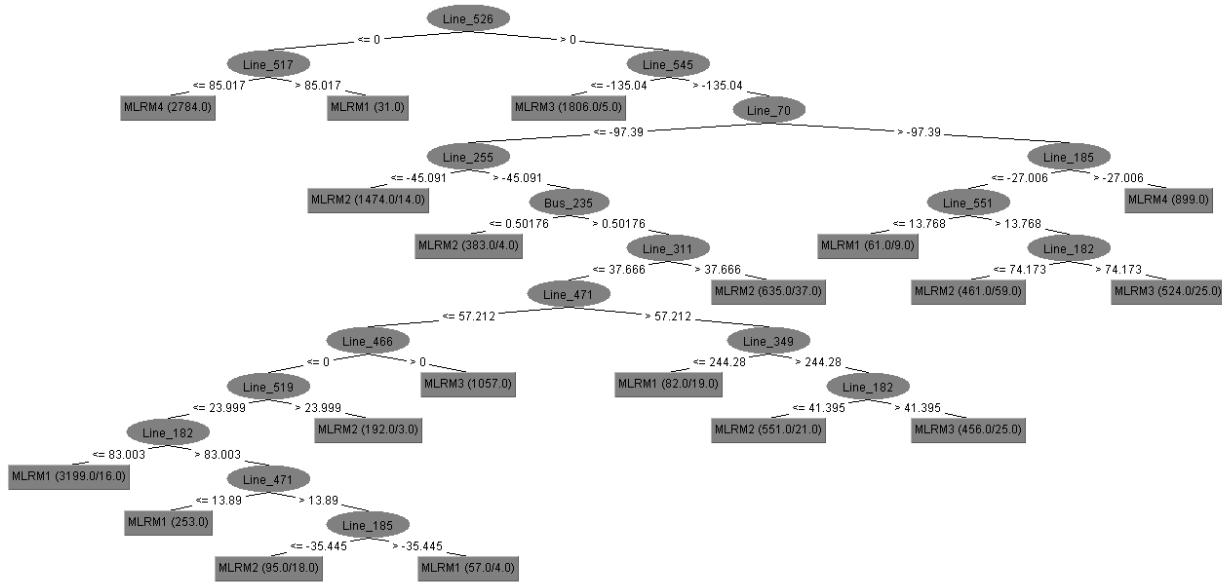 Line_526
<= 0 > 0
Line_517 Line_545
<= 85.017 > 85.017 <= -135.04 > -135.04
MLRM4 (2784.0) MLRM1 (31.0) MLRM3 (1806.0/5.0) Line_70
<= -97.39 > -97.39
Line_255 Line_185
<= -45.091 > -45.091 <= -27.006 > -27.006
MLRM2 (1474.0/14.0) Bus_235 Line_551 MLRM4 (899.0)
<= 0.50176 > 0.50176 <= 13.768 > 13.768
MLRM2 (383.0/4.0) Line_311 MLRM1 (61.0/9.0) Line_182
<= 37.666 > 37.666 <= 74.173 > 74.173
Line_471 MLRM2 (635.0/37.0) MLRM2 (461.0/59.0) MLRM3 (524.0/25.0)
<= 57.212 > 57.212
Line_466 Line_349
<= 0 > 0 <= 244.28 > 244.28
Line_519 MLRM3 (1057.0) MLRM1 (82.0/19.0) Line_182
<= 23.999 > 23.999 <= 41.395 > 41.395
Line_182 MLRM2 (192.0/3.0) MLRM2 (551.0/21.0) MLRM3 (456.0/25.0)
<= 83.003 > 83.003
MLRM1 (3199.0/16.0) Line_471
<= 13.89 > 13.89
MLRM1 (253.0) Line_185
<= -35.445 > -35.445
MLRM2 (95.0/18.0) MLRM1 (57.0/4.0)